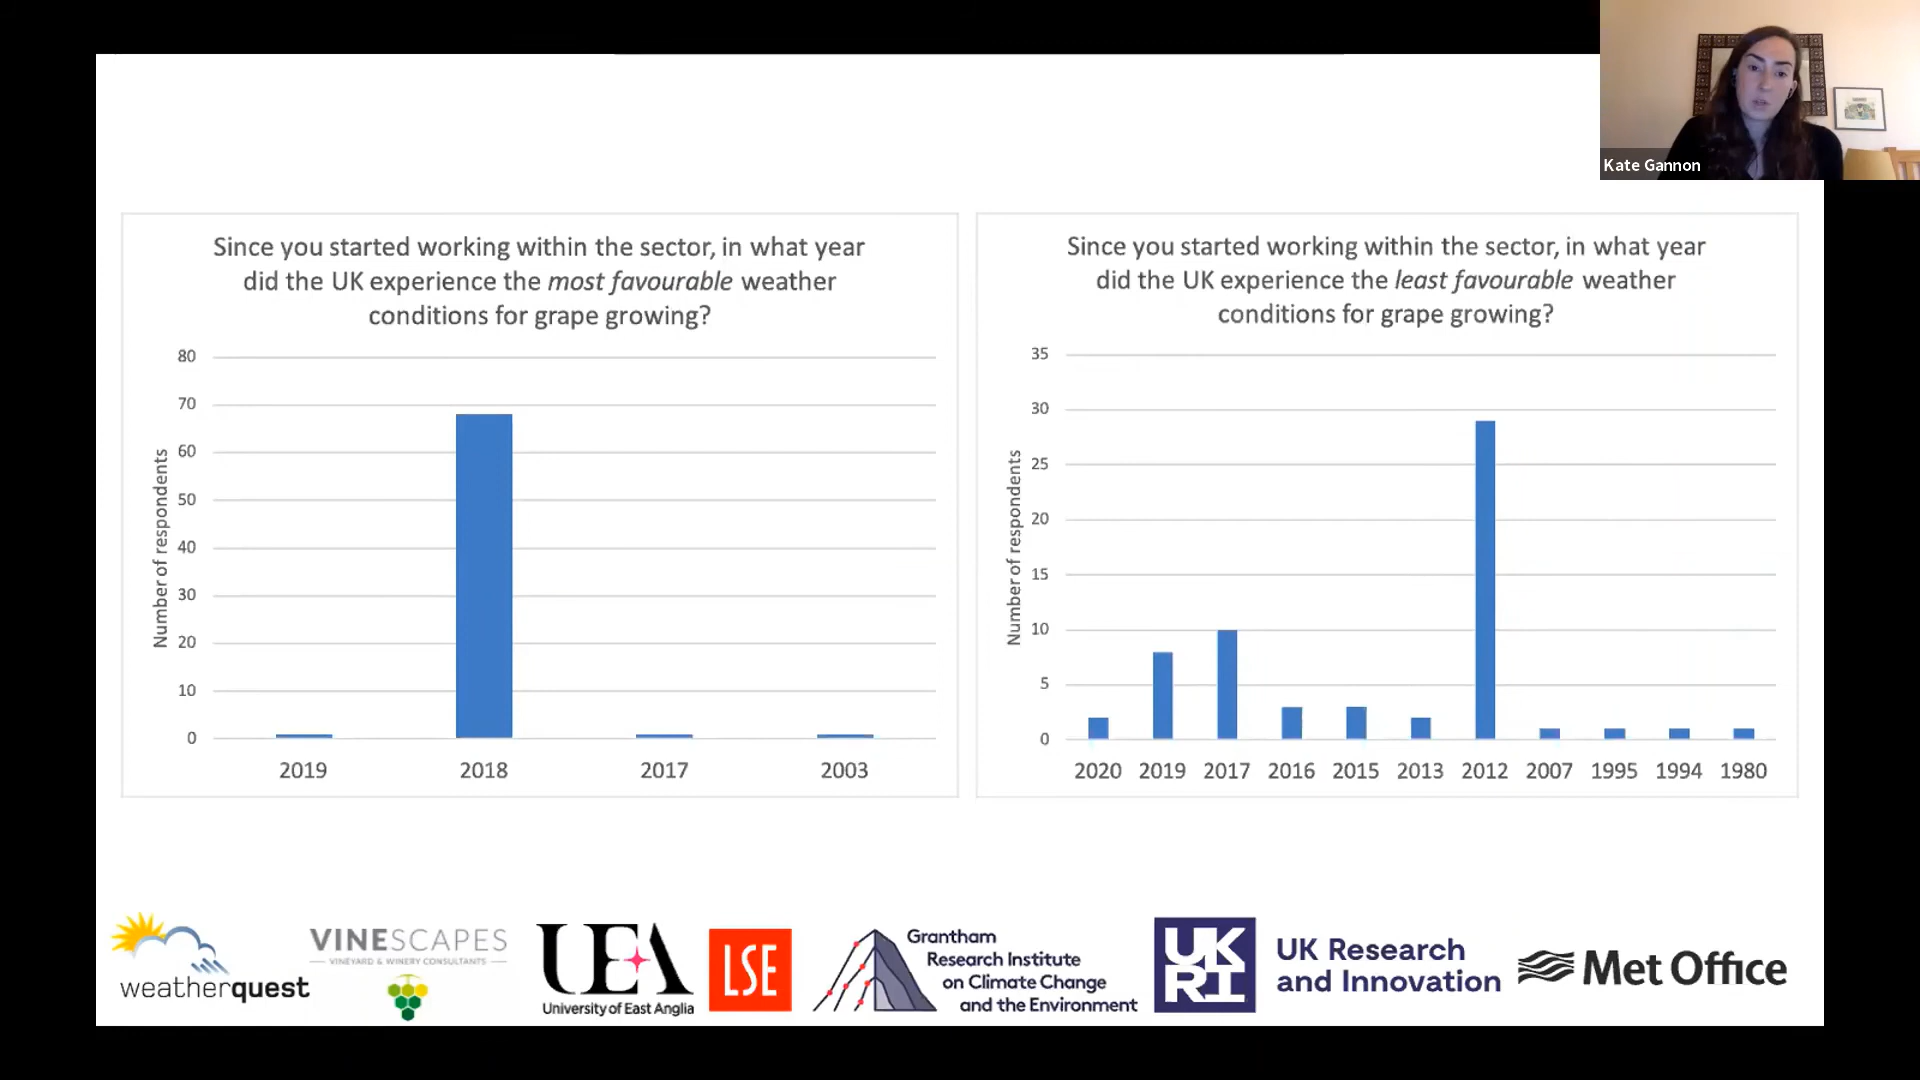 Kate Gannon
Since you started working within the sector, in what year
did the UK experience the most favourable weather
conditions for grape growing?
80
70
60
50
40
30
20
10
0
Number of respondents
2019 2018 2017 2003
Since you started working within the sector, in what year
did the UK experience the least favourable weather
conditions for grape growing?
35
30
25
20
15
10
5
0
Number of respondents
2020 2019 2017 2016 2015 2013 2012 2007 1995 1994 1980
weatherquest
VINESCAPES
VINEYARD & WINERY CONSULTANTS
UEA
University of East Anglia
LSE
Grantham
Research Institute
on Climate Change
and the Environment
UK
RI
UK Research
and Innovation
Met Office